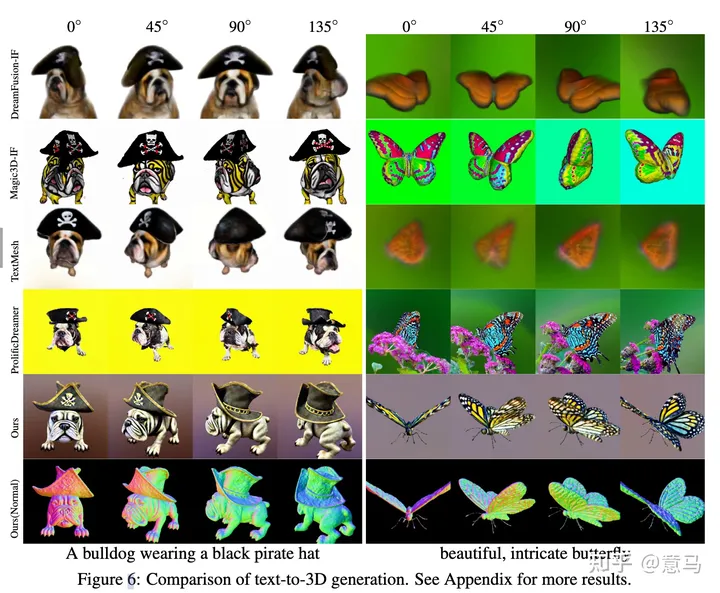 0° 45° 90° 135° 0° 45° 90° 135°
DreamFusion-IF
Magic3D-IF
TextMesh
ProlificDreamer
Ours
Ours(Normal)
A bulldog wearing a black pirate hat
beautiful, intricate butterfly
知乎 @意马
Figure 6: Comparison of text-to-3D generation. See Appendix for more results.